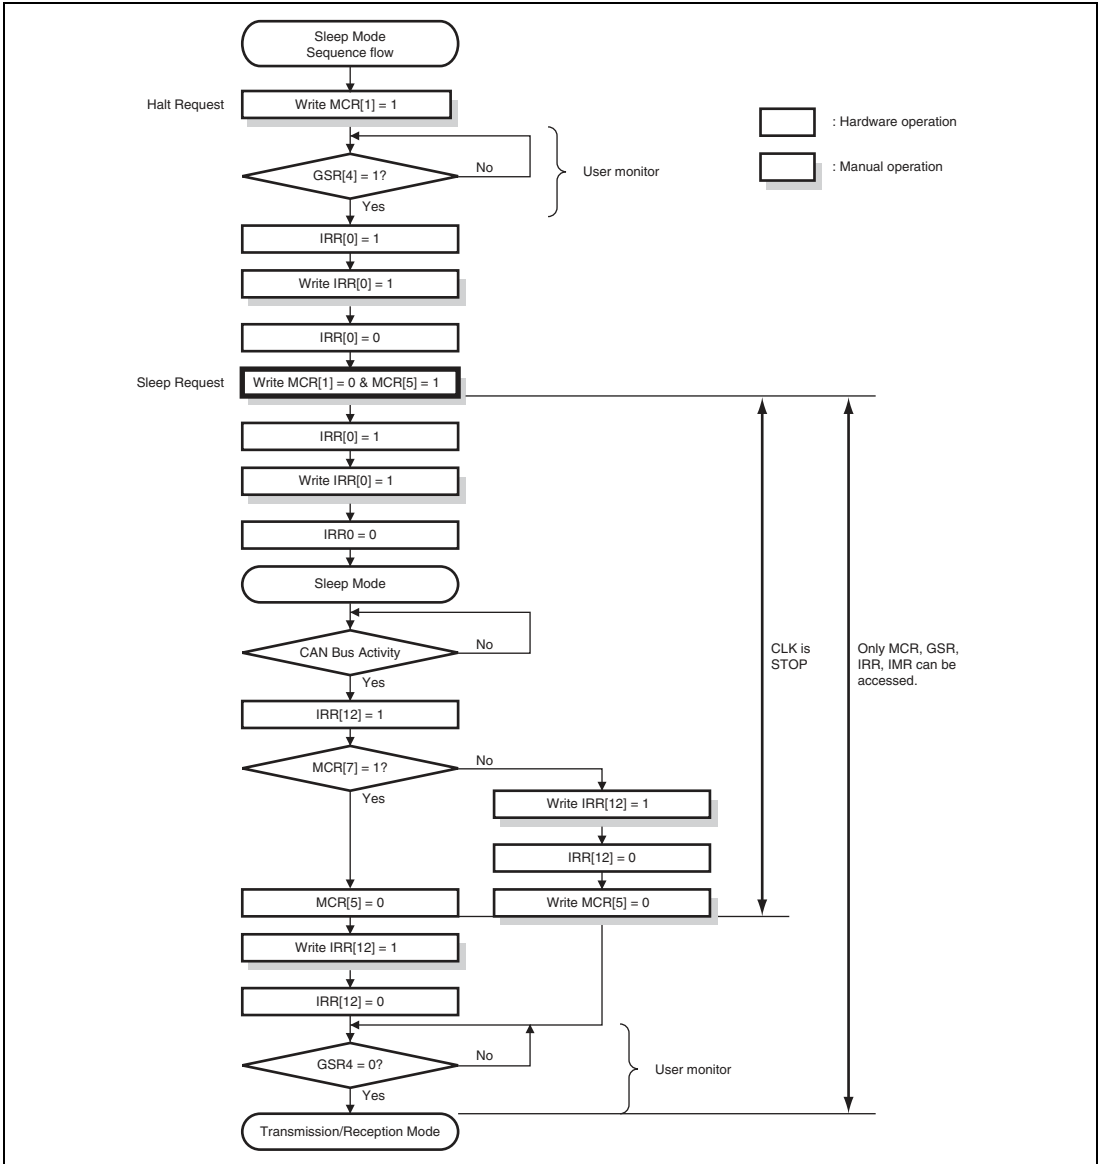 Sleep Mode
Sequence flow
Halt Request
Write MCR[1] = 1
: Hardware operation
: Manual operation
GSR[4] = 1?
No
User monitor
Yes
IRR[0] = 1
Write IRR[0] = 1
IRR[0] = 0
Sleep Request
Write MCR[1] = 0 & MCR[5] = 1
IRR[0] = 1
Write IRR[0] = 1
IRR0 = 0
Sleep Mode
CAN Bus Activity
No
Yes
CLK is
STOP
Only MCR, GSR,
IRR, IMR can be
accessed.
IRR[12] = 1
MCR[7] = 1?
No
Yes
Write IRR[12] = 1
IRR[12] = 0
MCR[5] = 0
Write MCR[5] = 0
Write IRR[12] = 1
IRR[12] = 0
GSR4 = 0?
No
User monitor
Yes
Transmission/Reception Mode